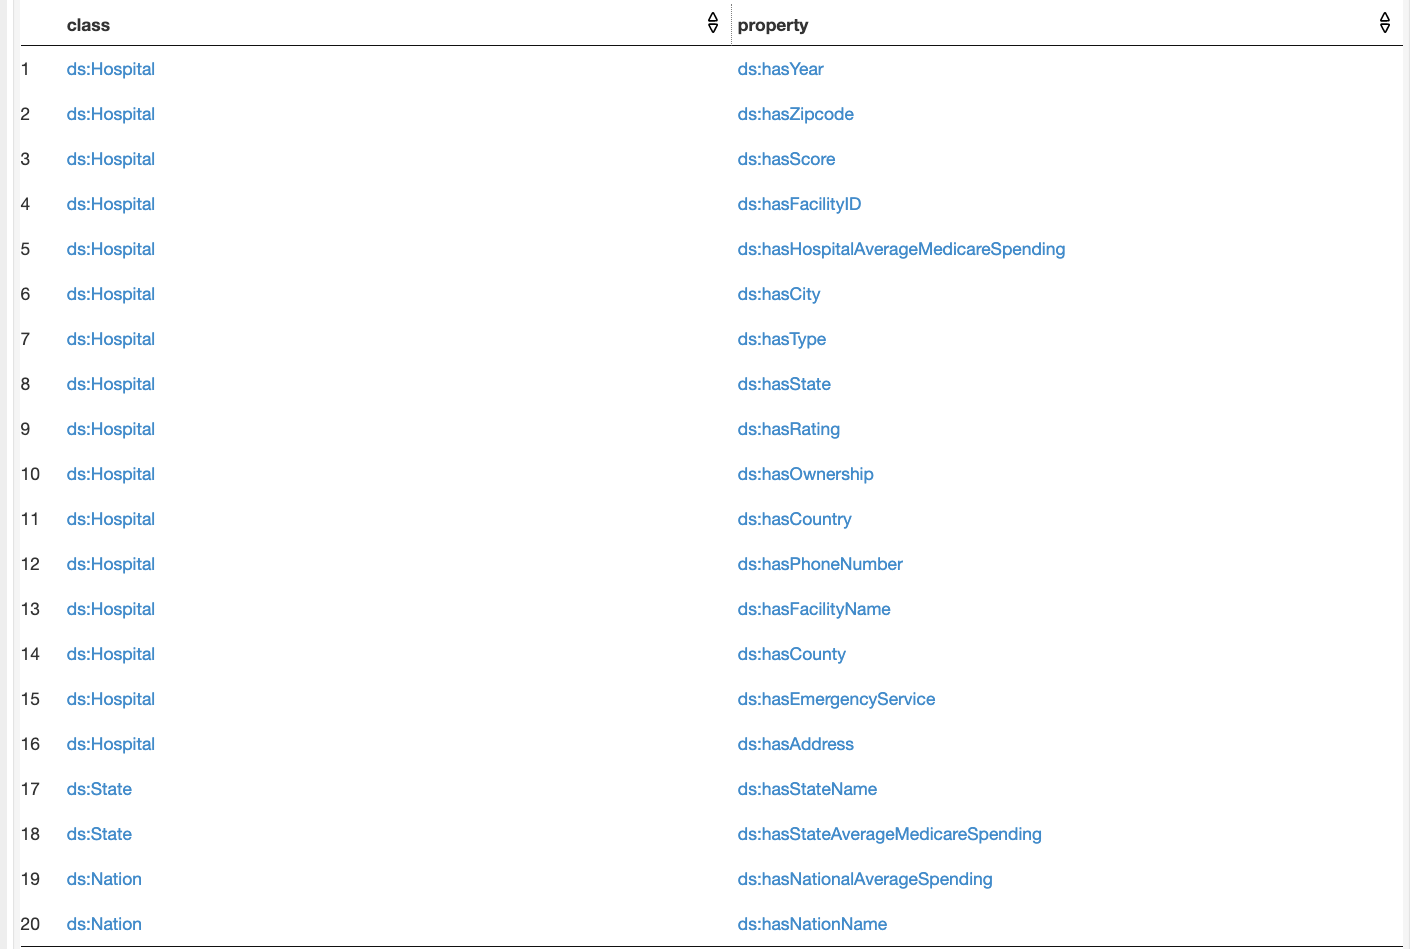 class property
1 ds:Hospital ds:hasYear
2 ds:Hospital ds:hasZipcode
3 ds:Hospital ds:hasScore
4 ds:Hospital ds:hasFacilityID
5 ds:Hospital ds:hasHospitalAverageMedicareSpending
6 ds:Hospital ds:hasCity
7 ds:Hospital ds:hasType
8 ds:Hospital ds:hasState
9 ds:Hospital ds:hasRating
10 ds:Hospital ds:hasOwnership
11 ds:Hospital ds:hasCountry
12 ds:Hospital ds:hasPhoneNumber
13 ds:Hospital ds:hasFacilityName
14 ds:Hospital ds:hasCounty
15 ds:Hospital ds:hasEmergencyService
16 ds:Hospital ds:hasAddress
17 ds:State ds:hasStateName
18 ds:State ds:hasStateAverageMedicareSpending
19 ds:Nation ds:hasNationalAverageSpending
20 ds:Nation ds:hasNationName